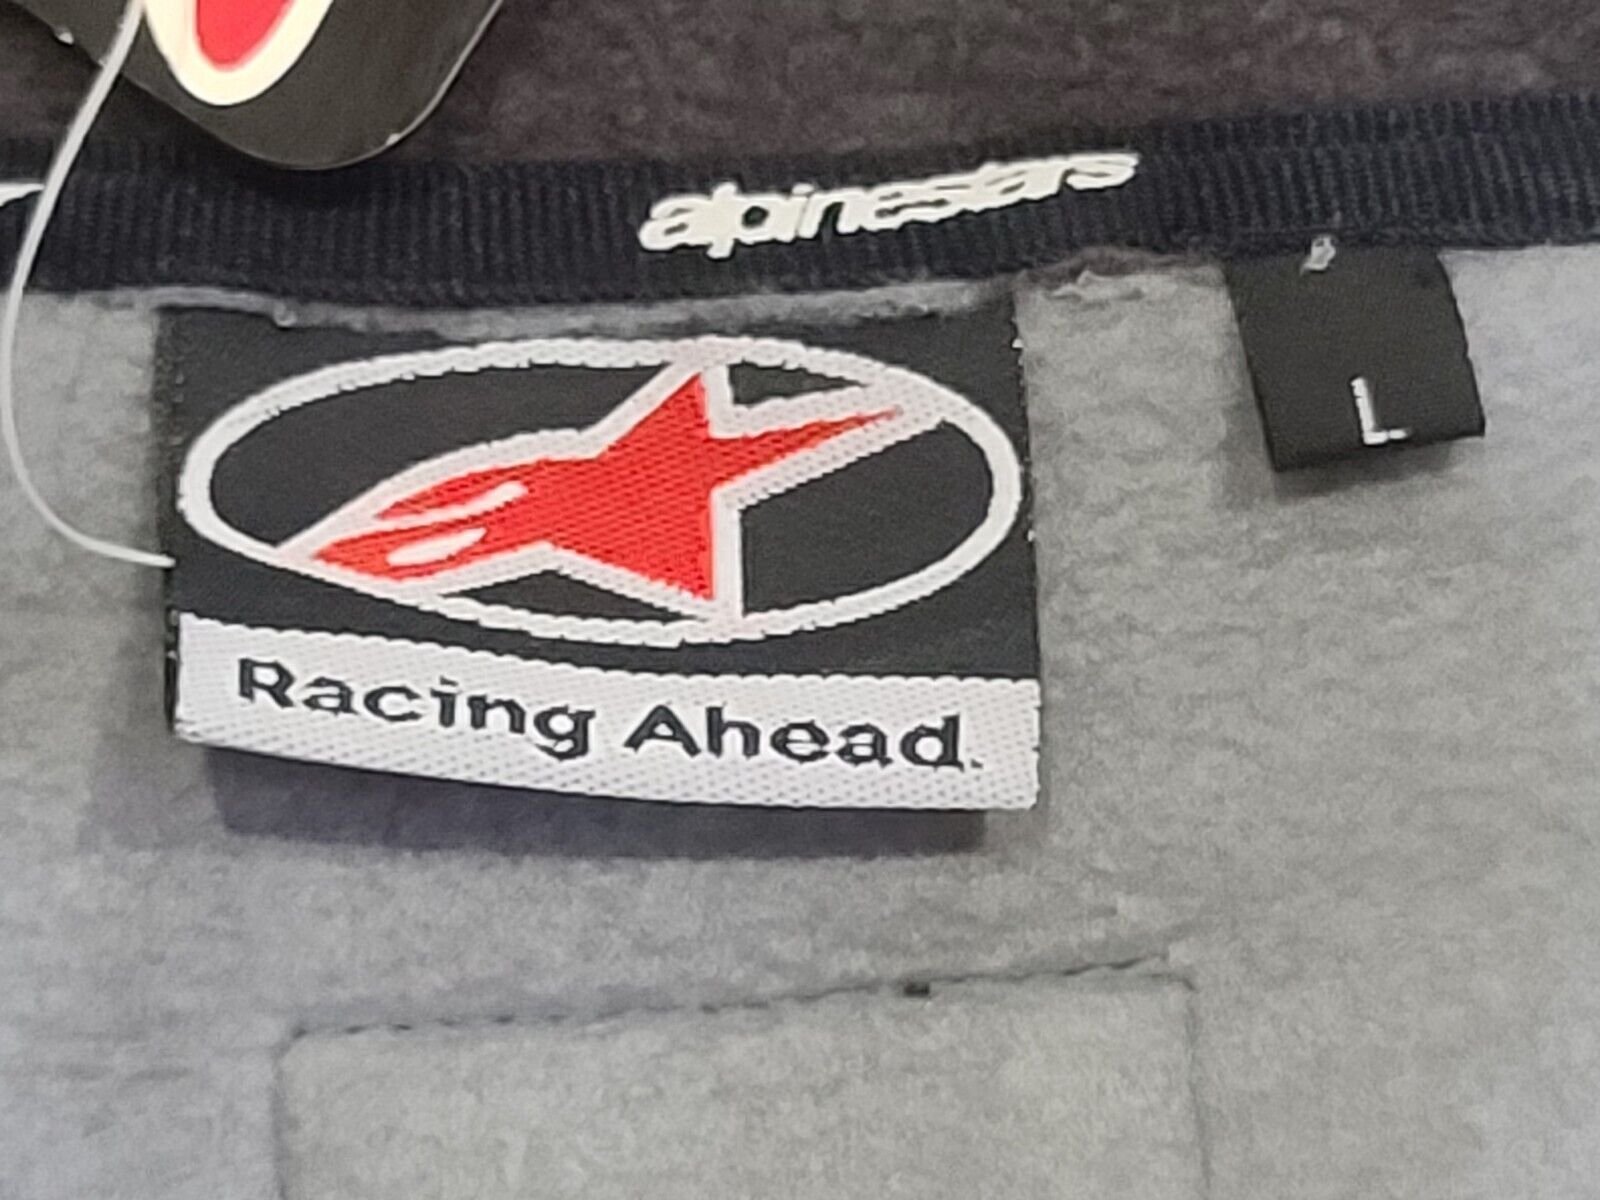 alpinestars
L
Racing Ahead.